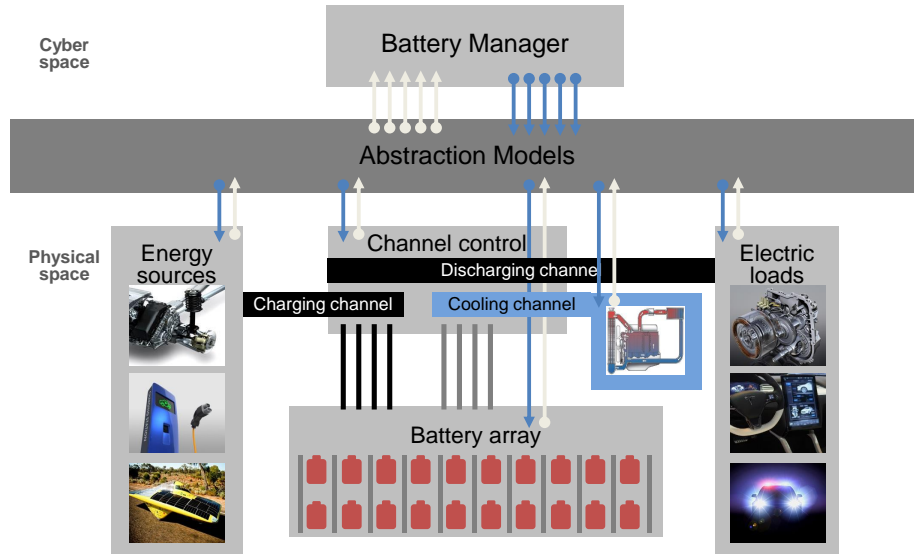 Cyber
space
Battery Manager
Abstraction Models
Physical
space
Energy
sources
Channel control
Discharging channe
Charging channel
Cooling channel
Electric
loads
Battery array